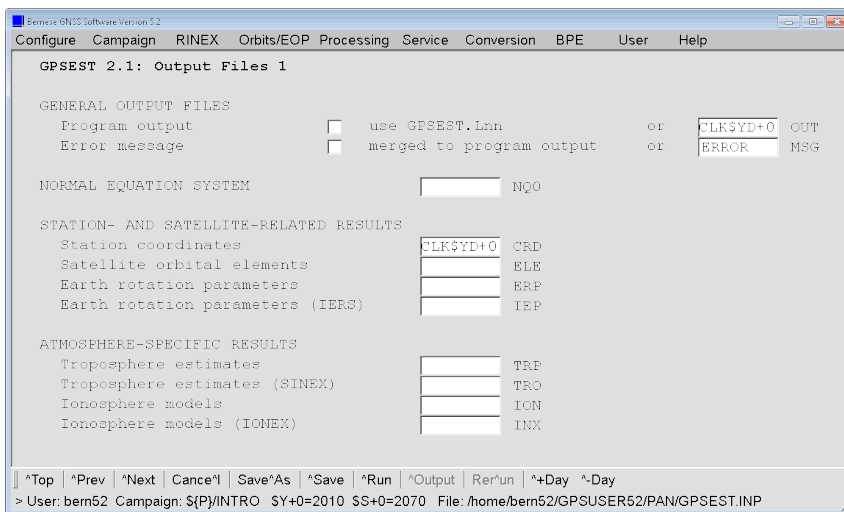 Bernese GNSS Software Version 5.2
Configure Campaign RINEX Orbits/EOP Processing Service Conversion BPE User Help
GPSEST 2.1: Output Files 1
GENERAL OUTPUT FILES
Program output use GPSEST.Lnn or CLK$YD+0 OUT
Error message merged to program output or ERROR MSG
NORMAL EQUATION SYSTEM NQ0
STATION- AND SATELLITE-RELATED RESULTS
Station coordinates CLK$YD+0 CRD
Satellite orbital elements ELE
Earth rotation parameters ERP
Earth rotation parameters (IERS) IEP
ATMOSPHERE-SPECIFIC RESULTS
Troposphere estimates TRP
Troposphere estimates (SINEX) TRO
Ionosphere models ION
Ionosphere models (IONEX) INX
^Top ^Prev ^Next Cance^l Save^As ^Save ^Run ^Output Rer^un ^+Day ^-Day
> User: bern52 Campaign: ${P}/INTRO $Y+0=2010 $S+0=2070 File: /home/bern52/GPSUSER52/PAN/GPSEST.INP